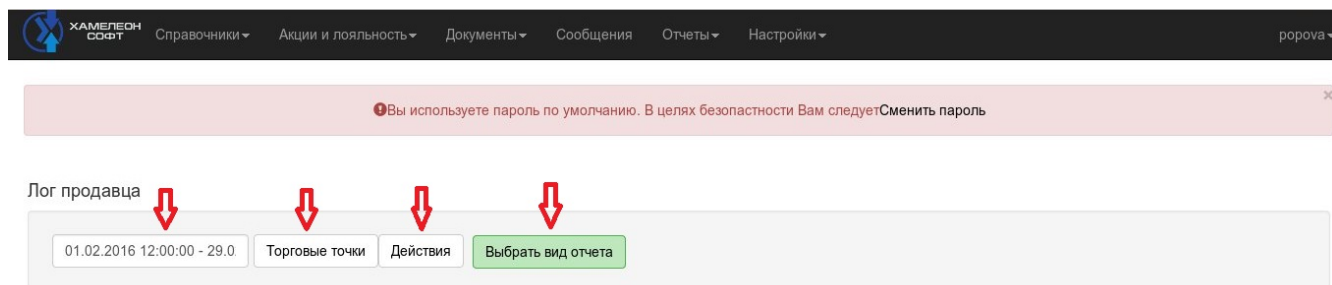 ХАМЕЛЕОН
СОФТ
Справочники Акции и лояльность Документы Сообщения Отчеты Настройки popova
Вы используете пароль по умолчанию. В целях безопастности Вам следуетСменить пароль ×
Лог продавца
01.02.2016 12:00:00 - 29.0 Торговые точки Действия Выбрать вид отчета